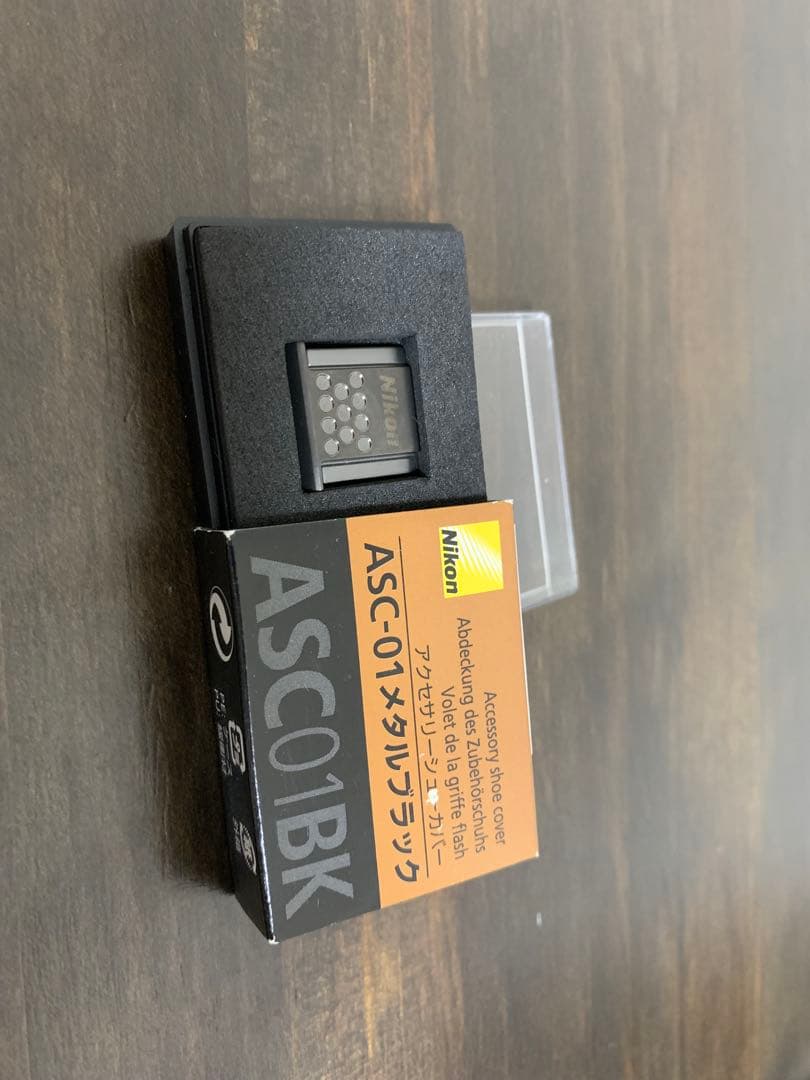 Nikon
Nikon
Accessory shoe cover
Abdeckung des Zubehörschuhs
Volet de la griffe flash
アクセサリーシューカバー
ASC-01メタルブラック
ASC01BK